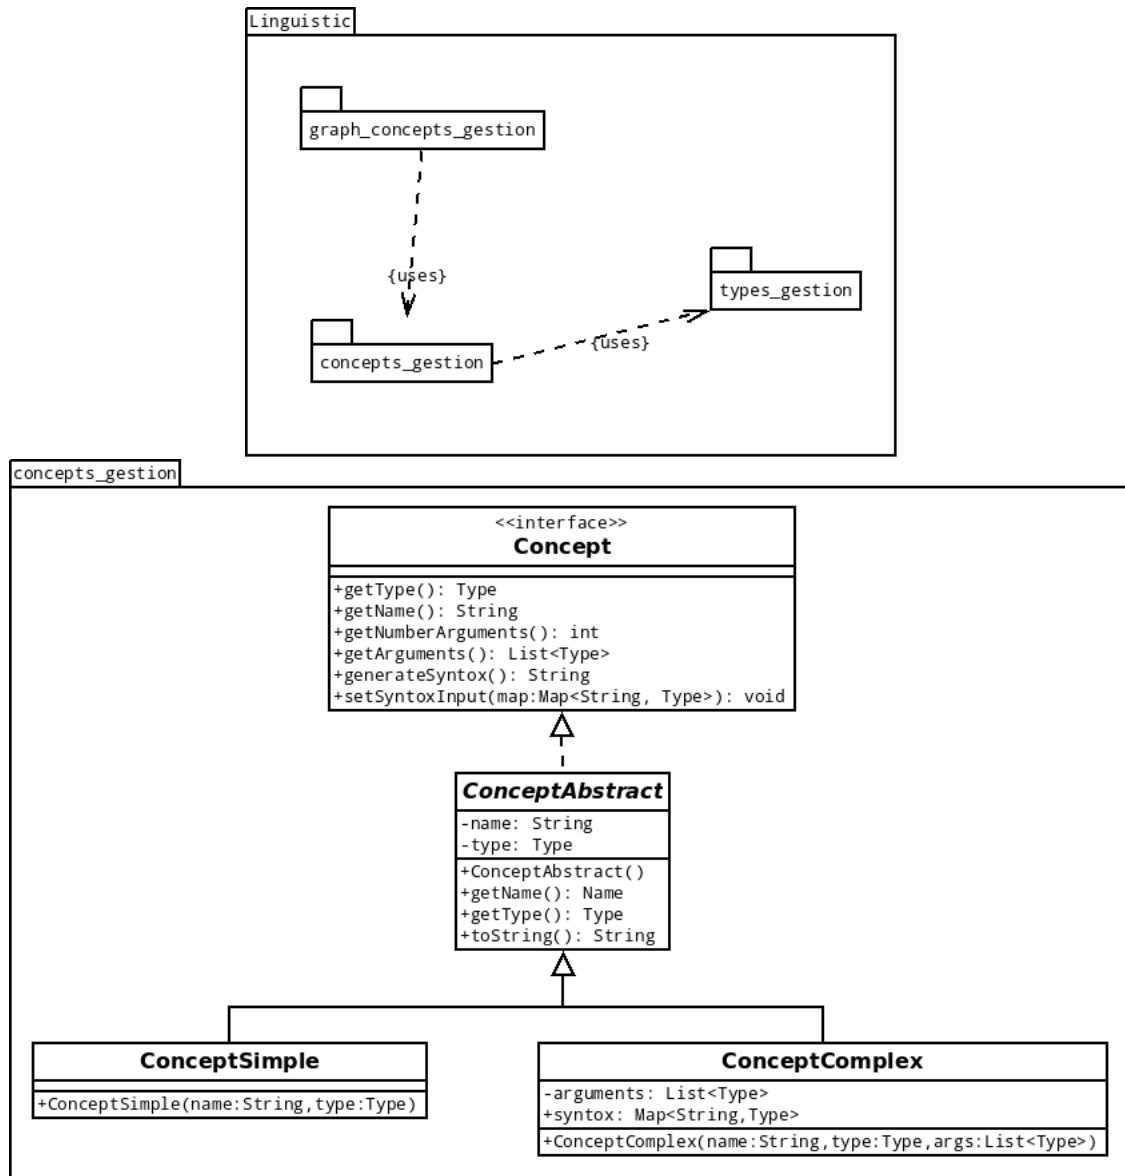 Linguistic
graph_concepts_gestion
{uses}
types_gestion
{uses}
concepts_gestion
concepts_gestion
<<interface>>
Concept
+getType(): Type
+getName(): String
+getNumberArguments(): int
+getArguments(): List<Type>
+generateSyntox(): String
+setSyntoxInput(map:Map<String, Type>): void
ConceptAbstract
-name: String
-type: Type
+ConceptAbstract()
+getName(): Name
+getType(): Type
+toString(): String
ConceptSimple
+ConceptSimple(name:String,type:Type)
ConceptComplex
-arguments: List<Type>
+syntox: Map<String,Type>
+ConceptComplex(name:String,type:Type,args:List<Type>)